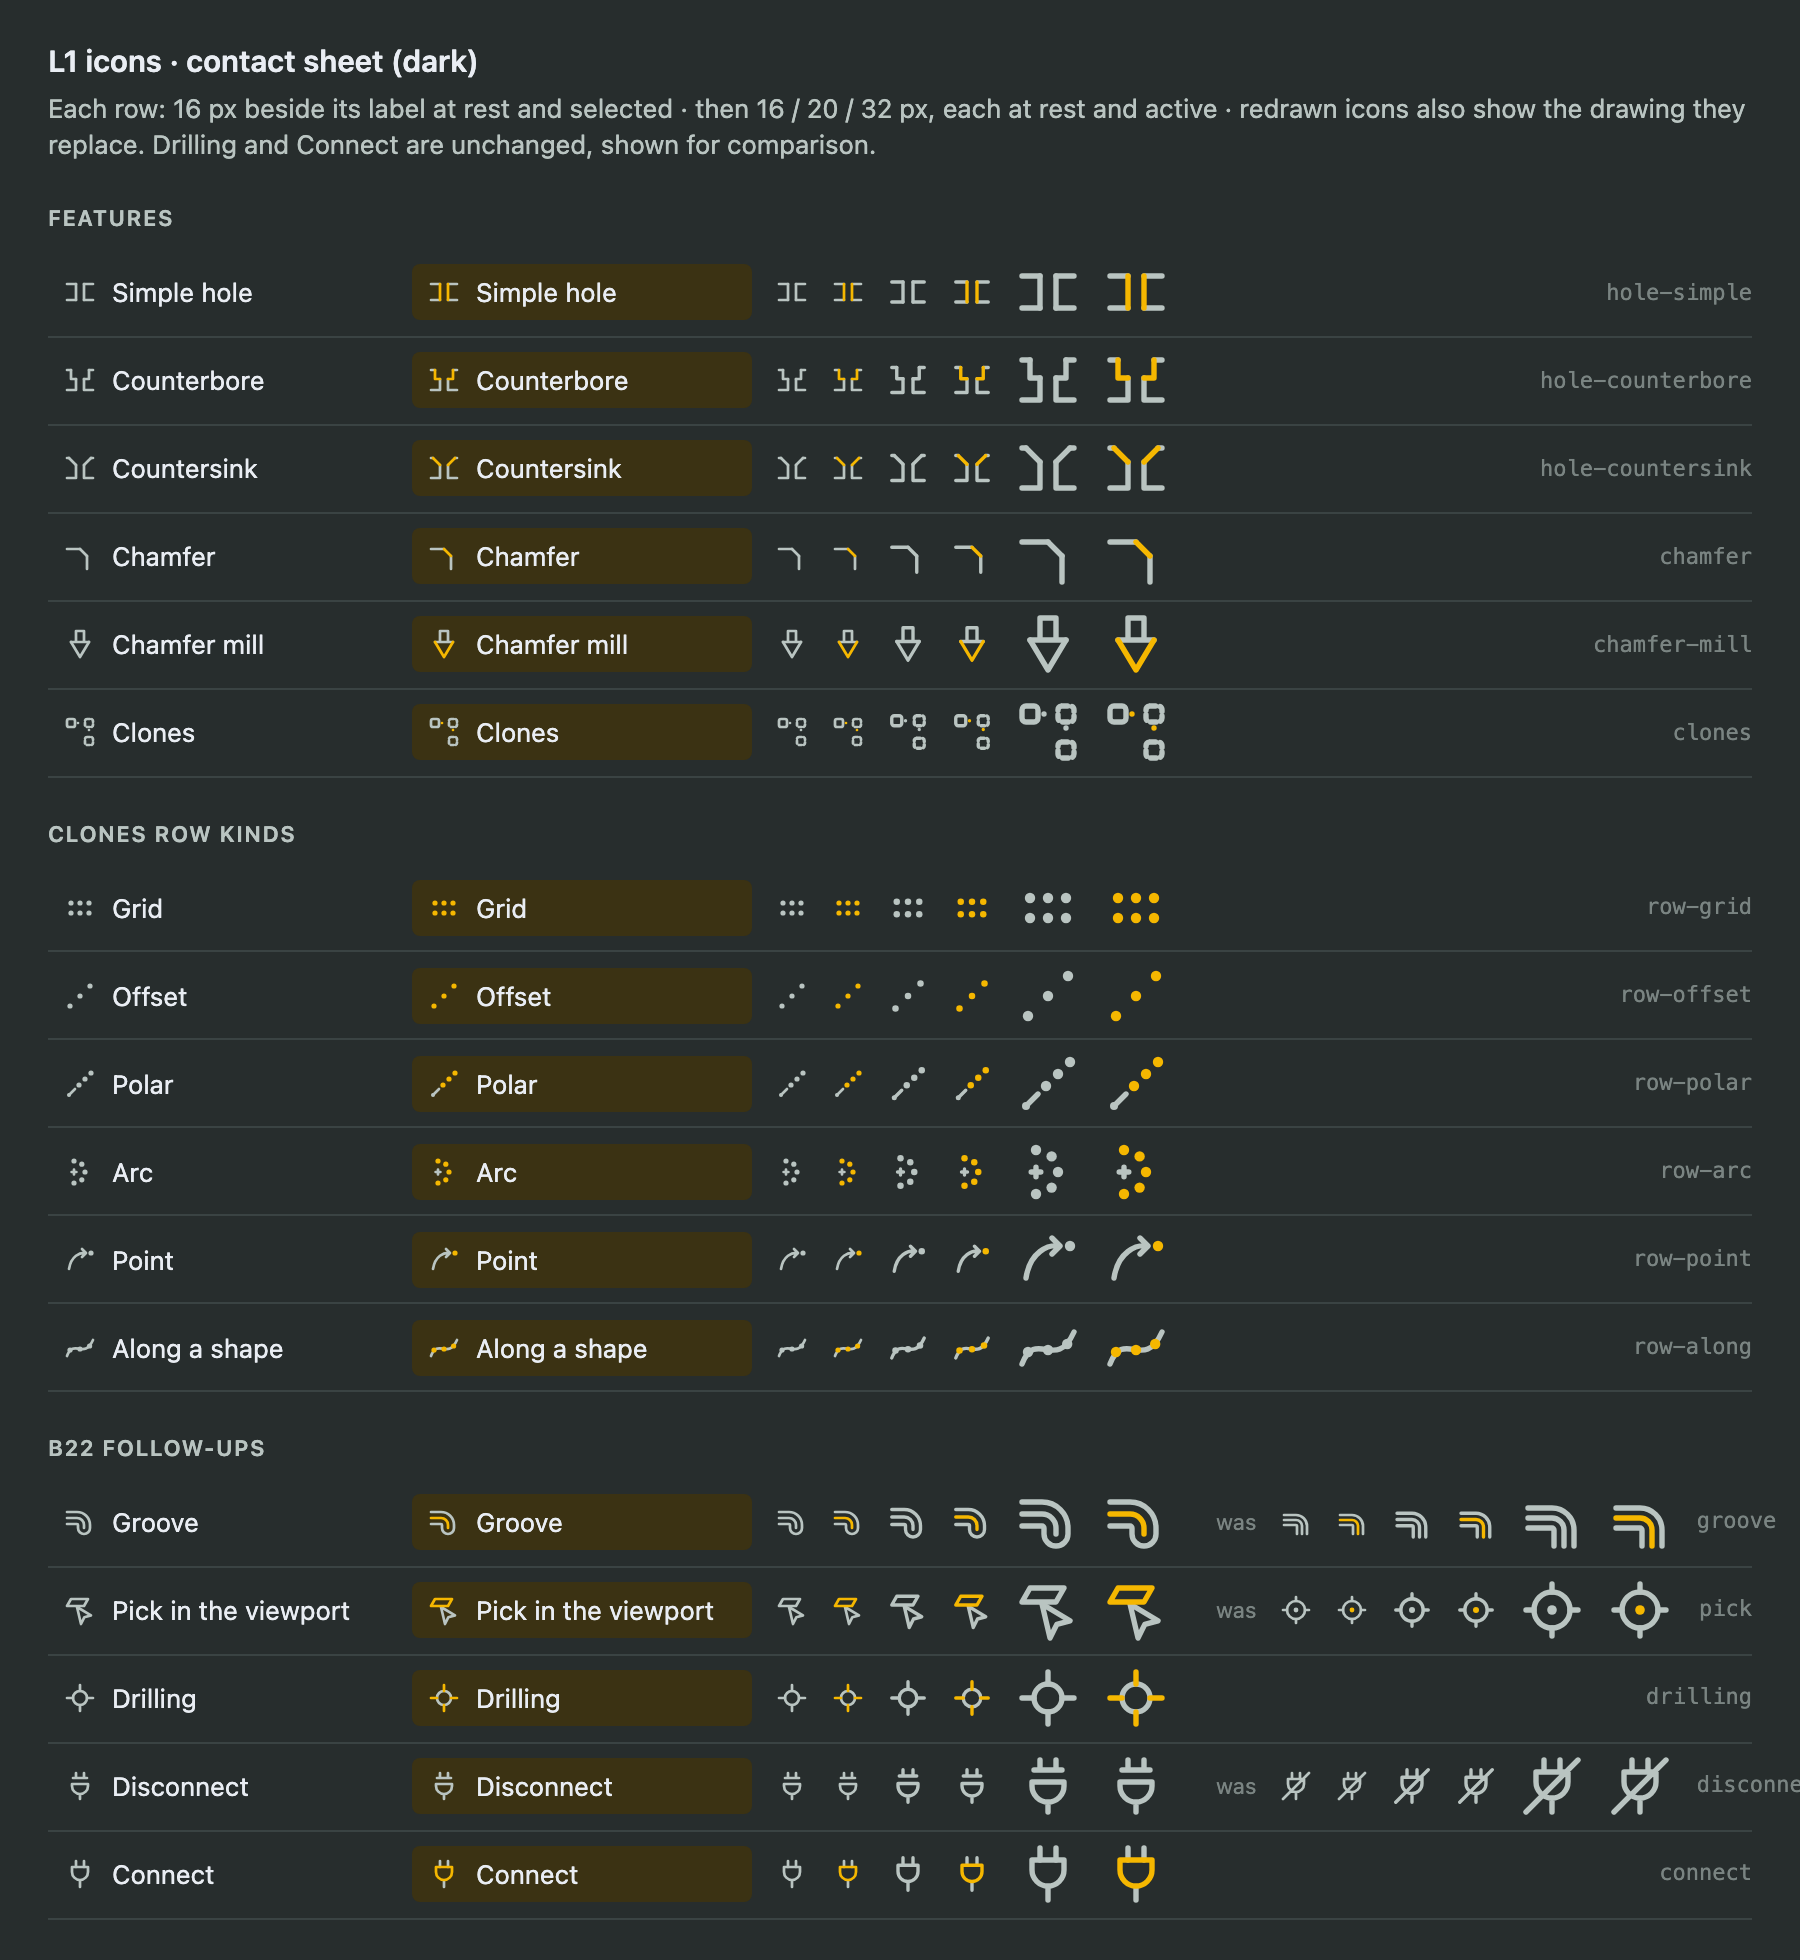 L1 icons · contact sheet (dark)
Each row: 16 px beside its label at rest and selected · then 16 / 20 / 32 px, each at rest and active · redrawn icons also show the drawing they
replace. Drilling and Connect are unchanged, shown for comparison.
FEATURES
Simple hole Simple hole hole-simple
Counterbore Counterbore hole-counterbore
Countersink Countersink hole-countersink
Chamfer Chamfer chamfer
Chamfer mill Chamfer mill chamfer-mill
Clones Clones clones
CLONES ROW KINDS
Grid Grid row-grid
Offset Offset row-offset
Polar Polar row-polar
Arc Arc row-arc
Point Point row-point
Along a shape Along a shape row-along
B22 FOLLOW-UPS
Groove Groove was groove
Pick in the viewport Pick in the viewport was pick
Drilling Drilling drilling
Disconnect Disconnect was disconne
Connect Connect connect